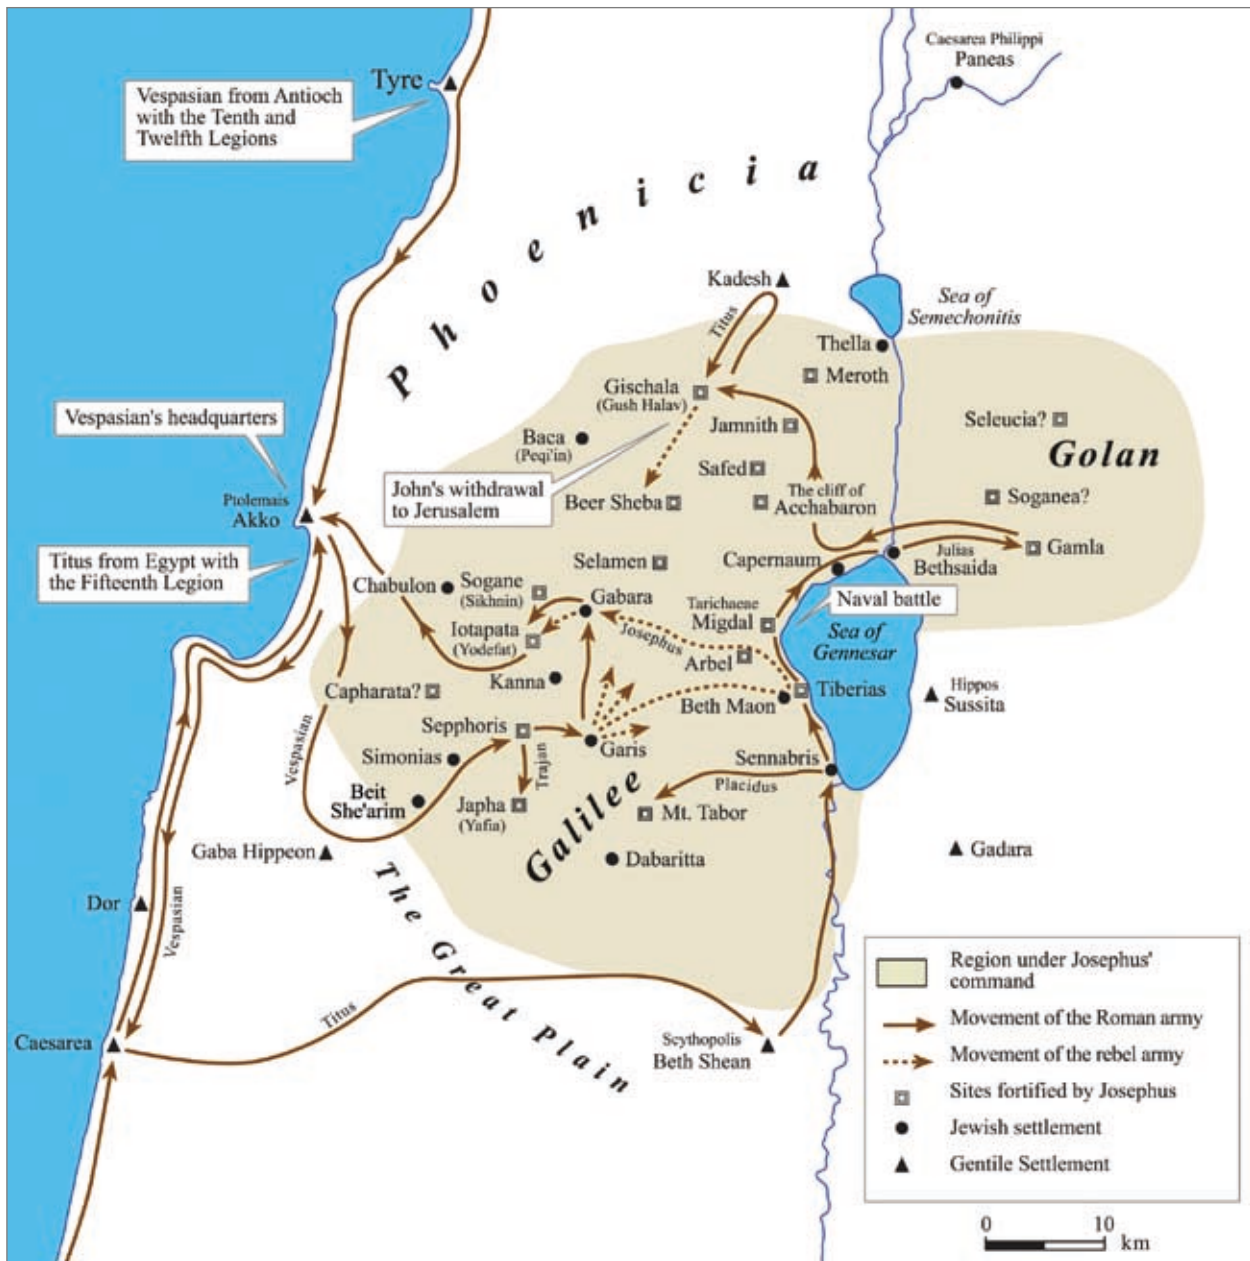 Caesarea Philippi
Paneas
Tyre
Vespasian from Antioch
with the Tenth and
Twelfth Legions
Phoenicia
Kadesh
Sea of
Semechonitis
Titus
Thella
Meroth
Gischala
(Gush Halav)
Vespasian's headquarters
Jamnith
Seleucia?
Baca
(Peqi'in)
Golan
Safed
John's withdrawal
to Jerusalem
Beer Sheba
The cliff of
Acchabaron
Soganea?
Ptolemais
Akko
Titus from Egypt with
the Fifteenth Legion
Selamen
Capernaum
Julias
Bethsaida
Gamla
Chabulon
Sogane
(Sikhnin)
Gabara
Tarichaeae
Migdal
Naval battle
Iotapata
(Yodefat)
Josephus
Sea of
Gennesar
Arbel
Kanna
Capharata?
Beth Maon
Tiberias
Hippos
Sussita
Vespasian
Sepphoris
Garis
Simonias
Trajan
Sennabris
Placidus
Beit
She'arim
Japha
(Yafia)
Galilee
Mt. Tabor
Gaba Hippeon
Dabaritta
Gadara
Dor
Vespasian
The Great Plain
Titus
Caesarea
Scythopolis
Beth Shean
Region under Josephus'
command
Movement of the Roman army
Movement of the rebel army
Sites fortified by Josephus
Jewish settlement
Gentile Settlement
0 10
km